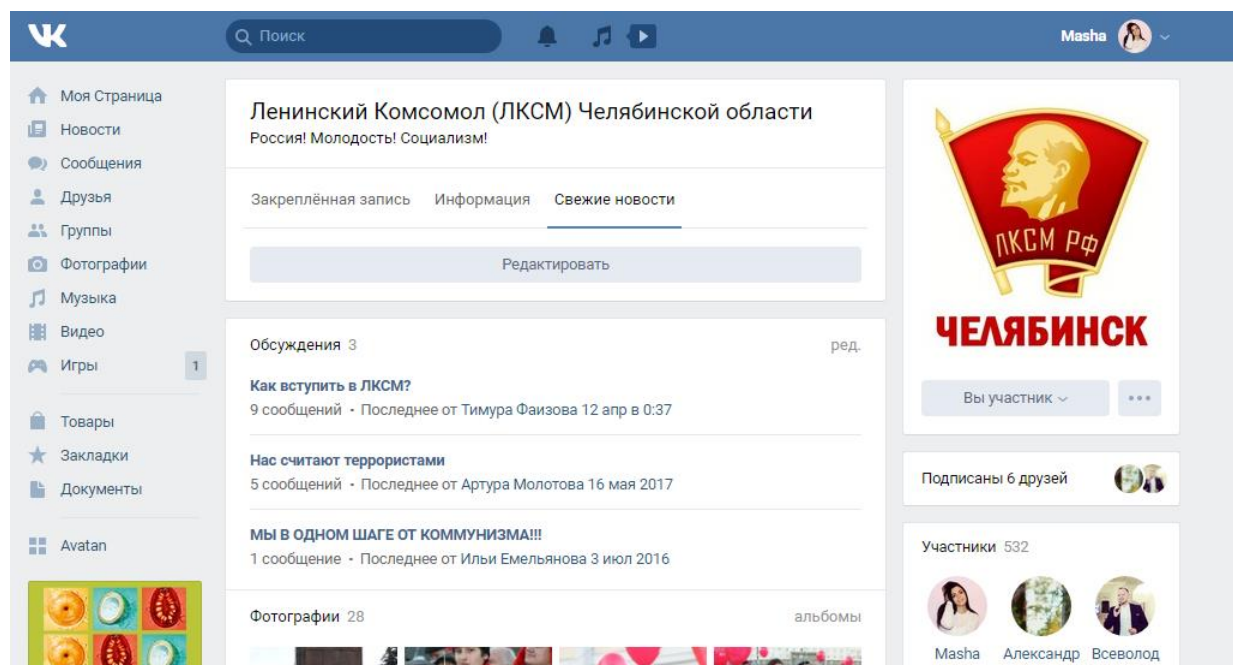 Поиск
Masha
Моя Страница
Новости
Сообщения
Друзья
Группы
Фотографии
Музыка
Видео
Игры 1
Товары
Закладки
Документы
Avatan
Ленинский Комсомол (ЛКСМ) Челябинской области
Россия! Молодость! Социализм!
Закреплённая запись Информация Свежие новости
Редактировать
Обсуждения 3 ред.
Как вступить в ЛКСМ?
9 сообщений · Последнее от Тимура Фаизова 12 апр в 0:37
Нас считают террористами
5 сообщений · Последнее от Артура Молотова 16 мая 2017
МЫ В ОДНОМ ШАГЕ ОТ КОММУНИЗМА!!!
1 сообщение · Последнее от Ильи Емельянова 3 июл 2016
Фотографии 28 альбомы
ЛКСМ РФ
ЧЕЛЯБИНСК
Вы участник
Подписаны 6 друзей
Участники 532
Masha Александр Всеволод